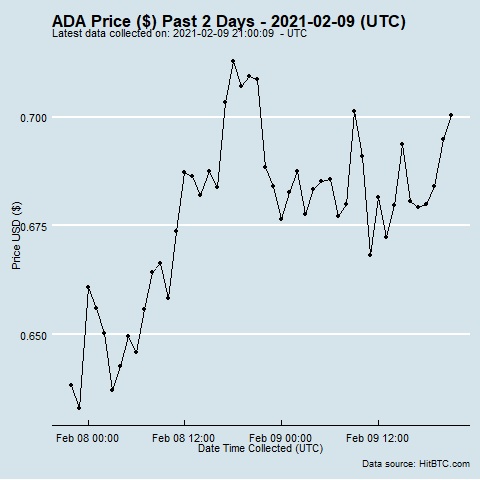 ADA Price ($) Past 2 Days - 2021-02-09 (UTC)
Latest data collected on: 2021-02-09 21:00:09 - UTC
0.700
0.675
0.650
Price USD ($)
Feb 08 00:00 Feb 08 12:00 Feb 09 00:00 Feb 09 12:00
Date Time Collected (UTC)
Data source: HitBTC.com